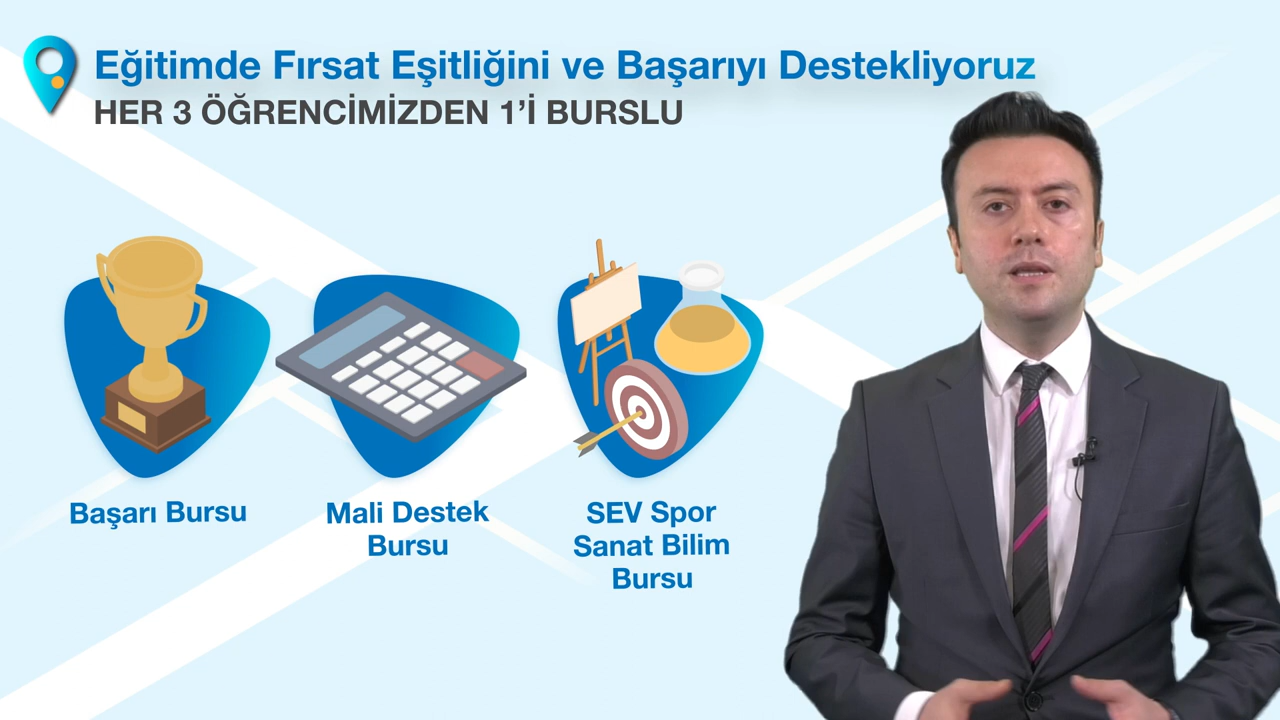 Eğitimde Fırsat Eşitliğini ve Başarıyı Destekliyoruz
HER 3 ÖĞRENCİMİZDEN 1’İ BURSLU
Başarı Bursu
Mali Destek
Bursu
SEV Spor
Sanat Bilim
Bursu